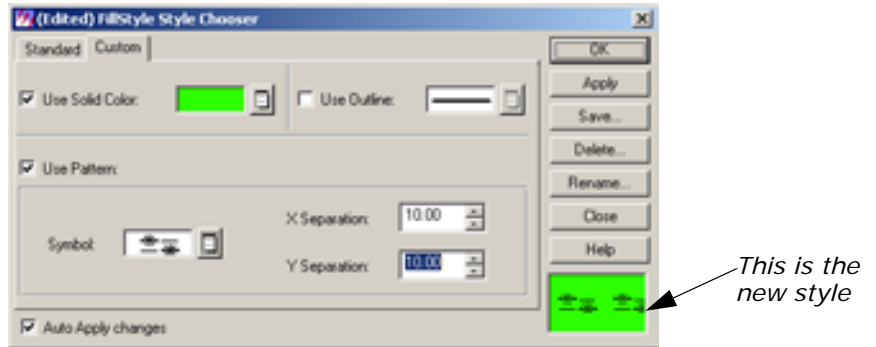 (Edited) FillStyle Style Chooser
Standard Custom
OK
Apply
Save...
Delete...
Rename...
Close
Help
Use Solid Color:
Use Outline:
Use Pattern:
Symbol:
X Separation: 10.00
Y Separation: 10.00
Auto Apply changes
This is the
new style